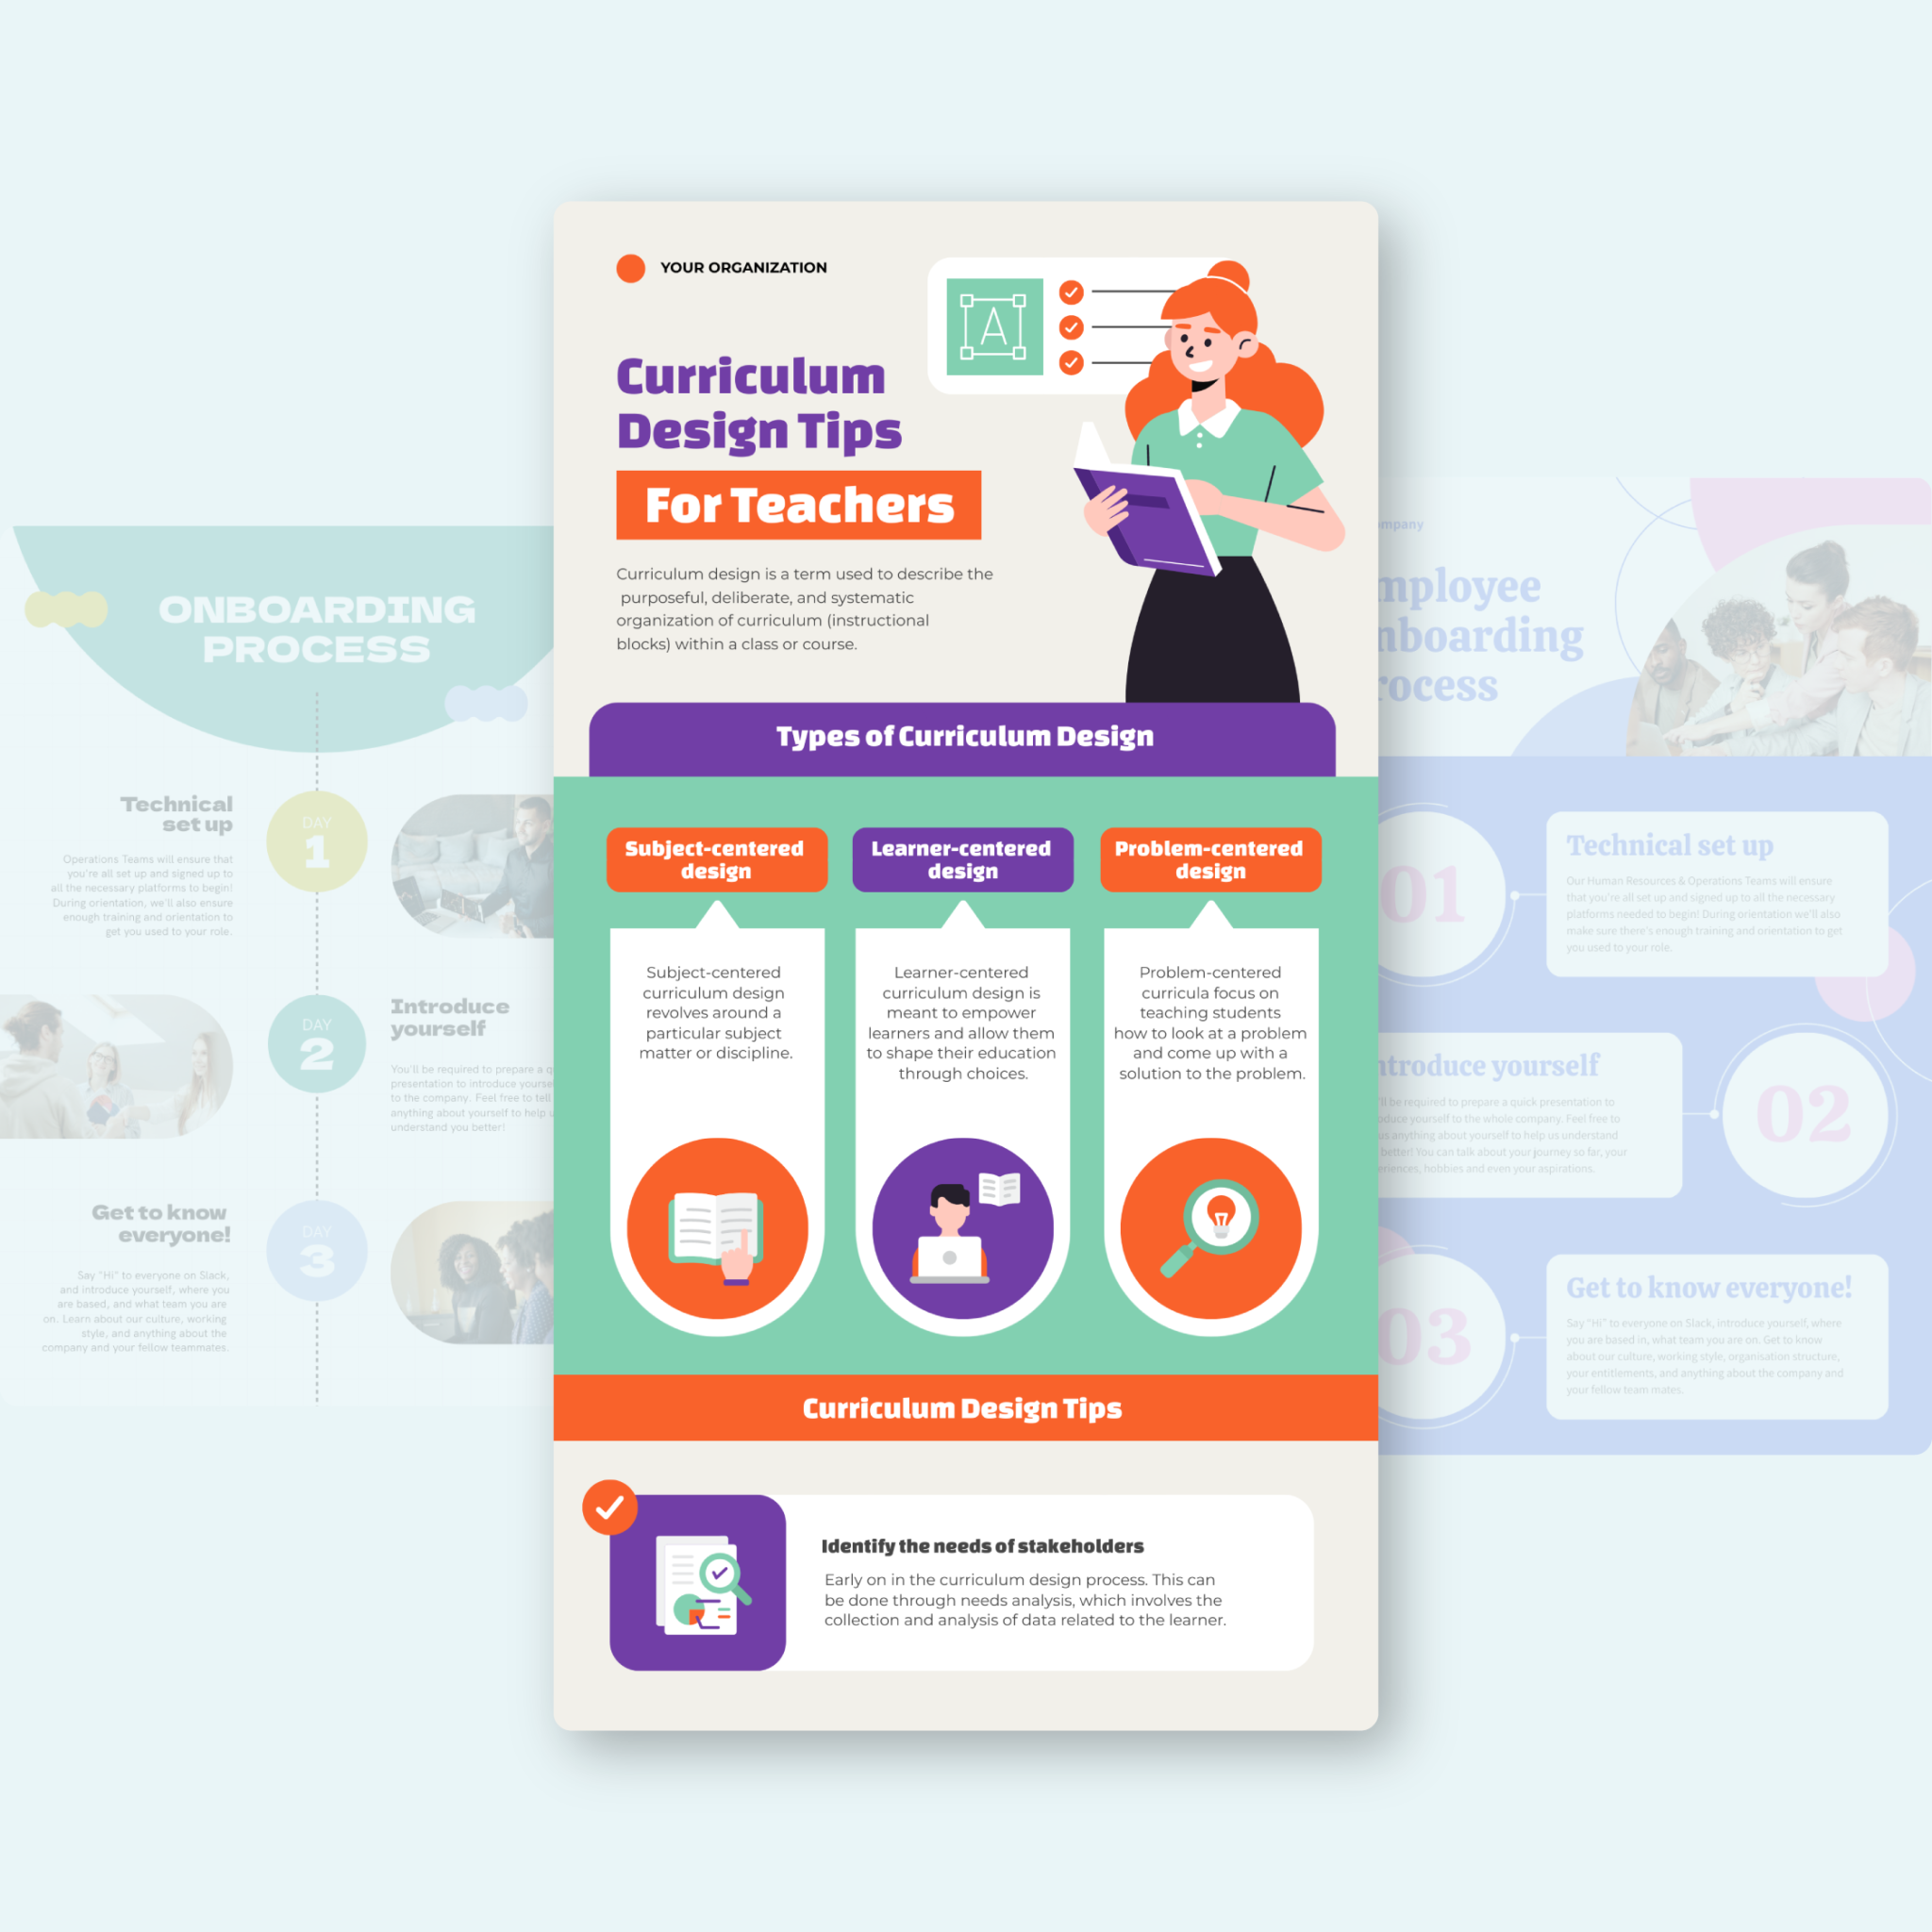 YOUR ORGANIZATION
A
Curriculum
Design Tips
For Teachers
Curriculum design is a term used to describe the
purposeful, deliberate, and systematic
organization of curriculum (instructional
blocks) within a class or course.
Types of Curriculum Design
Subject-centered
design
Subject-centered
curriculum design
revolves around a
particular subject
matter or discipline.
Learner-centered
design
Learner-centered
curriculum design is
meant to empower
learners and allow them
to shape their education
through choices.
Problem-centered
design
Problem-centered
curricula focus on
teaching students
how to look at a problem
and come up with a
solution to the problem.
Curriculum Design Tips
Identify the needs of stakeholders
Early on in the curriculum design process. This can
be done through needs analysis, which involves the
collection and analysis of data related to the learner.
ONBOARDING
PROCESS
Technical
set up
Operations Teams will ensure that
you're all set up and signed up to
all the necessary platforms to begin!
During orientation, we'll also ensure
enough training and orientation to
get you used to your role.
DAY
1
DAY
2
Introduce
yourself
You'll be required to prepare a q
presentation to introduce yourse
to the company. Feel free to tell
anything about yourself to help u
understand you better!
Get to know
everyone!
Say "Hi" to everyone on Slack,
and introduce yourself, where you
are based, and what team you are
on. Learn about our culture, working
style, and anything about the
company and your fellow teammates.
DAY
3
ompany
mployee
nboarding
rocess
01
Technical set up
Our Human Resources & Operations Teams will ensure
that you're all set up and signed up to all the necessary
platforms needed to begin! During orientation we'll also
make sure there's enough training and orientation to get
you used to your role.
ntroduce yourself
'll be required to prepare a quick presentation to
oduce yourself to the whole company. Feel free to
us anything about yourself to help us understand
better! You can talk about your journey so far, your
eriences, hobbies and even your aspirations.
02
03
Get to know everyone!
Say "Hi" to everyone on Slack, introduce yourself, where
you are based in, what team you are on. Get to know
about our culture, working style, organisation structure,
your entitlements, and anything about the company and
your fellow team mates.